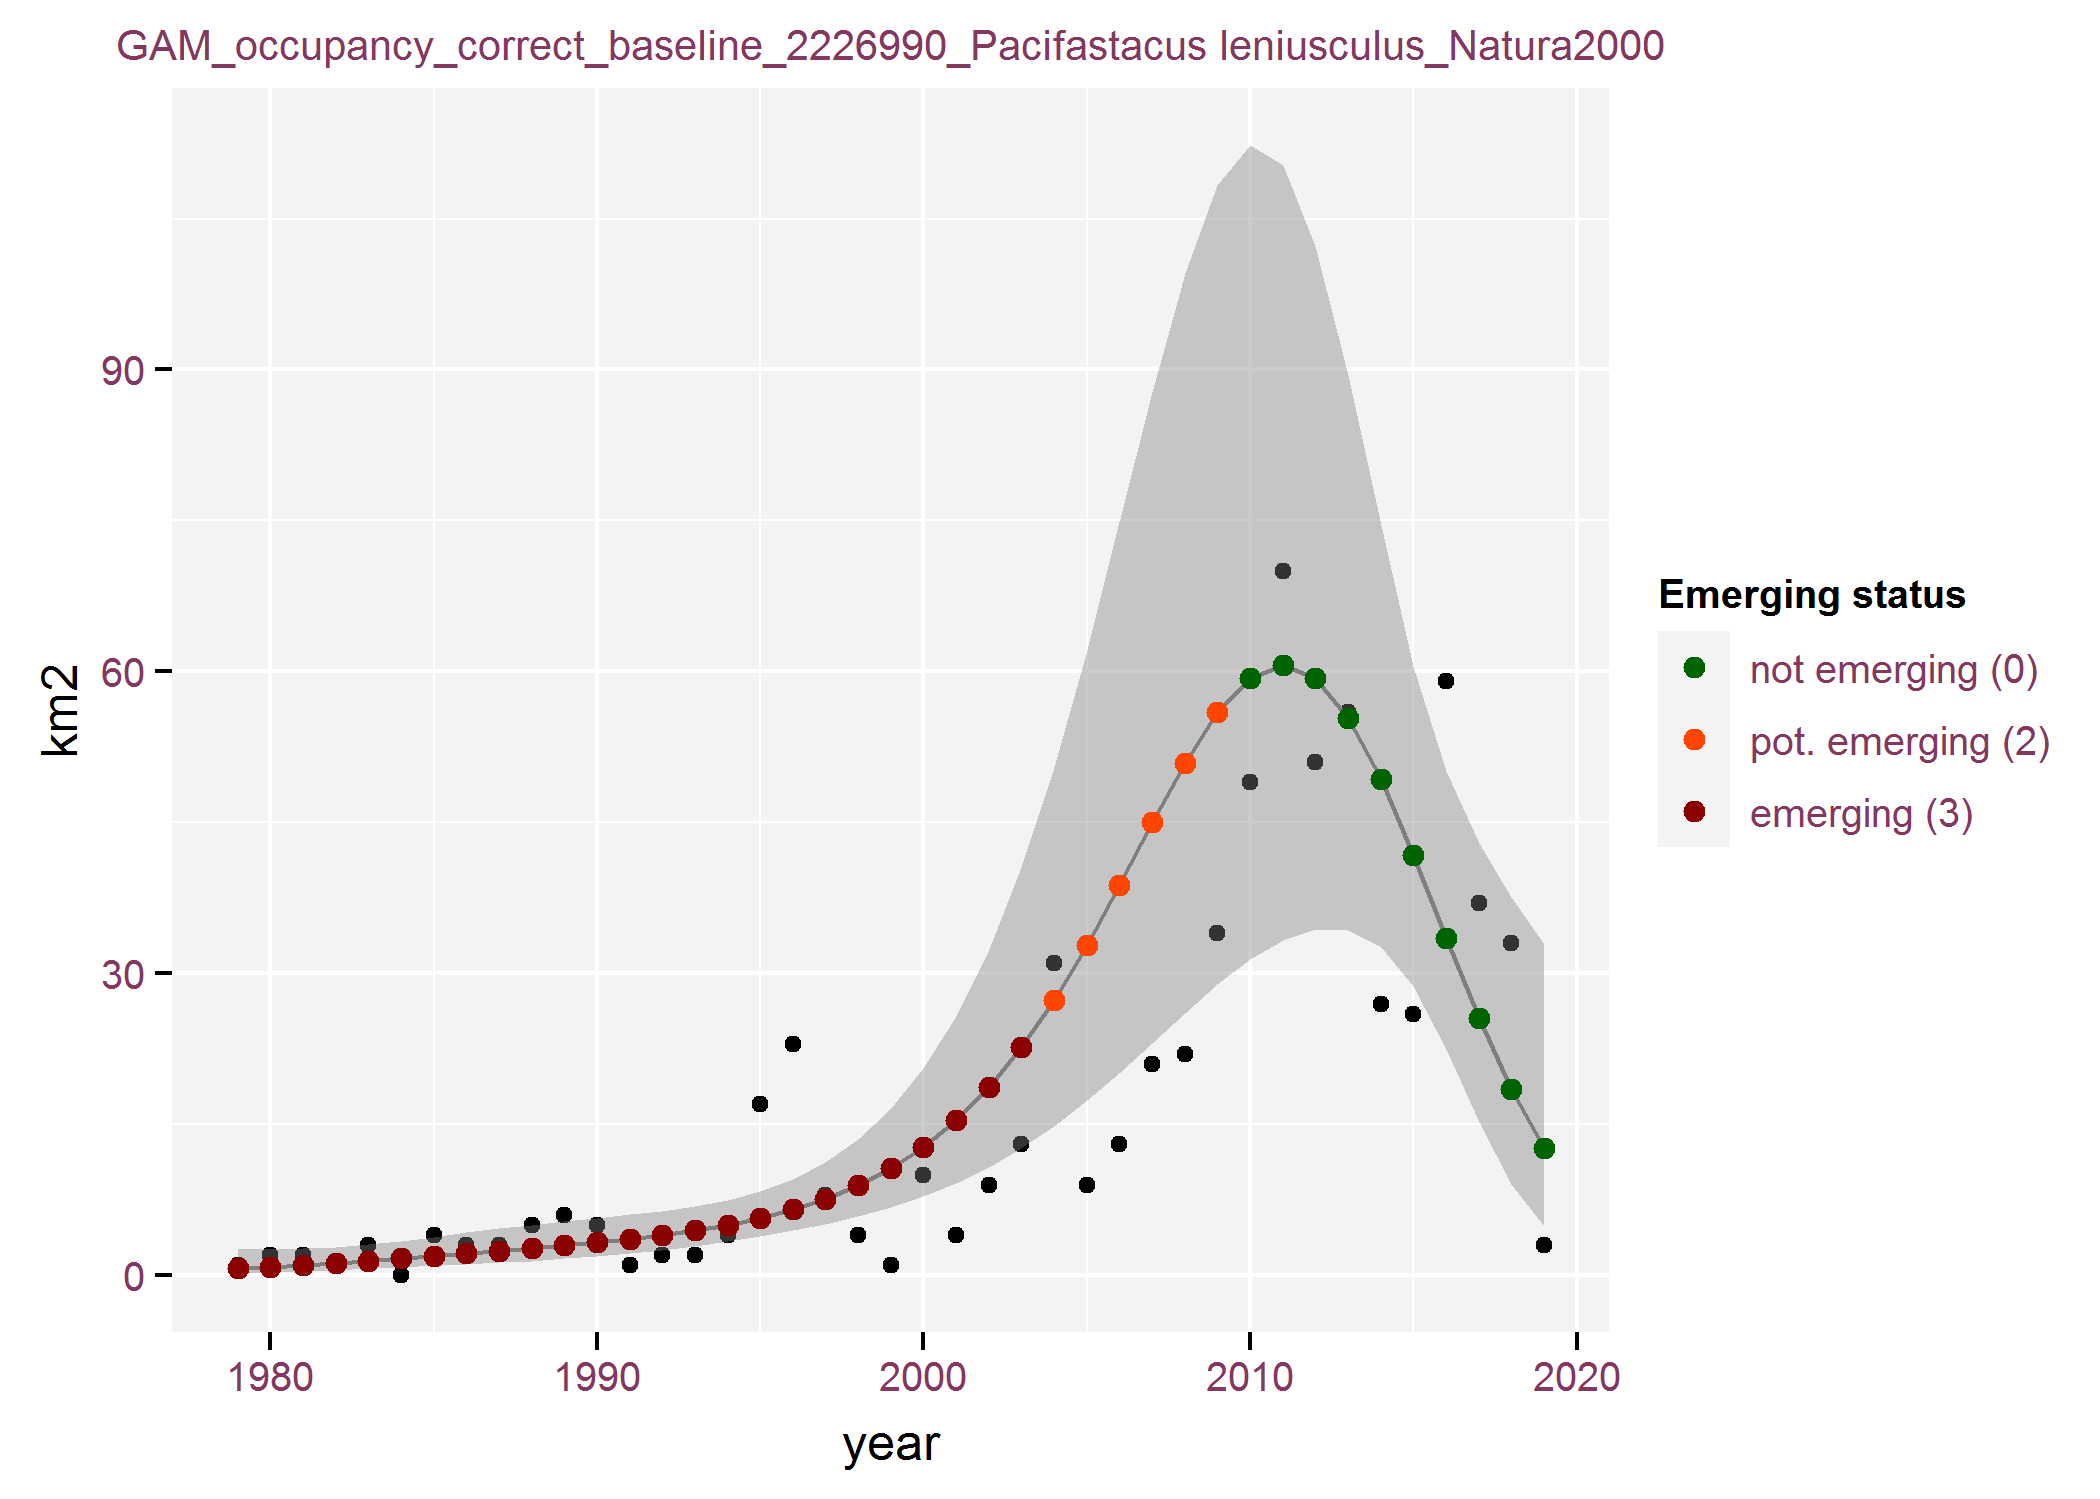 GAM_occupancy_correct_baseline_2226990_Pacifastacus leniusculus_Natura2000
90
60
30
0
km2
1980 1990 2000 2010 2020
year
Emerging status
not emerging (0)
pot. emerging (2)
emerging (3)